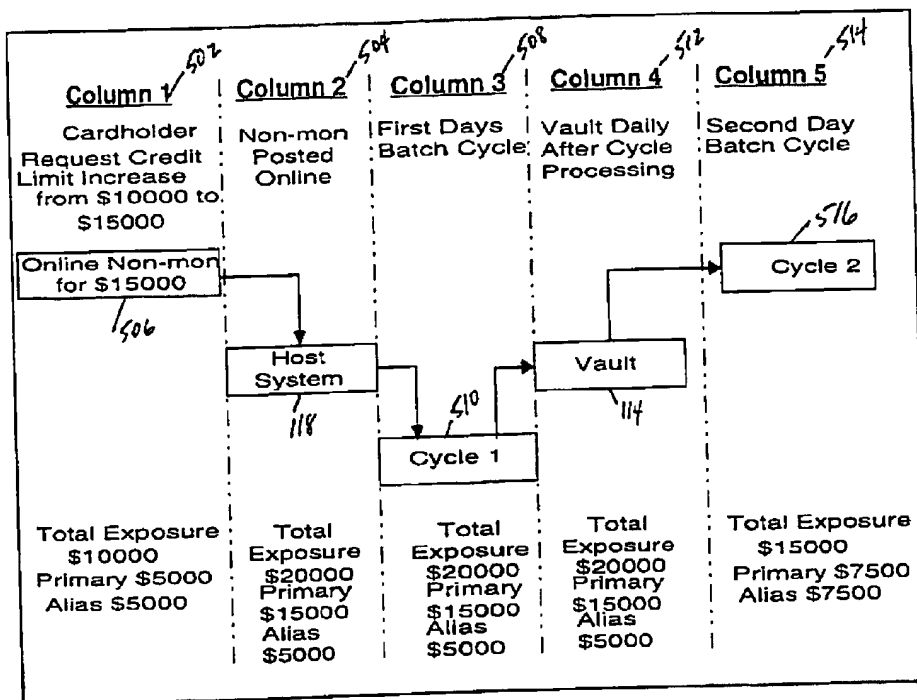 Column 1 502
Cardholder
Request Credit
Limit Increase
from $10000 to
$15000
Online Non-mon
for $15000
506
Total Exposure
$10000
Primary $5000
Alias $5000
Column 2 504
Non-mon
Posted
Online
Host
System
118
Total
Exposure
$20000
Primary
$15000
Alias
$5000
Column 3 508
First Days
Batch Cycle
510
Cycle 1
Total
Exposure
$20000
Primary
$15000
Alias
$5000
Column 4 512
Vault Daily
After Cycle
Processing
Vault
114
Total
Exposure
$20000
Primary
$15000
Alias
$5000
Column 5 514
Second Day
Batch Cycle
516
Cycle 2
Total Exposure
$15000
Primary $7500
Alias $7500